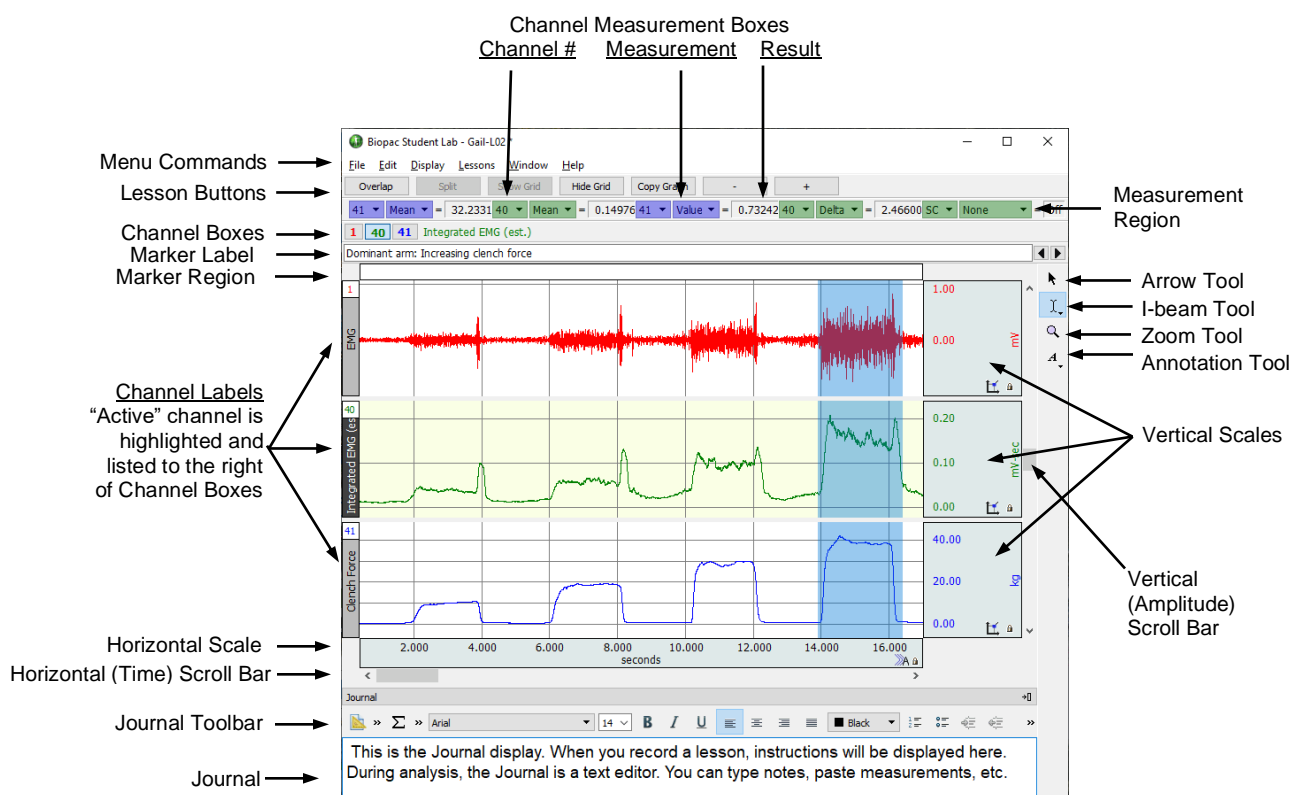 Channel Measurement Boxes
Channel # Measurement Result
Biopac Student Lab - Gail-L02 *
Menu Commands
File Edit Display Lessons Window Help
Lesson Buttons
Overlap Split Show Grid Hide Grid Copy Graph - +
41 Mean = 32.2331 40 Mean = 0.14976 41 Value = 0.73242 40 Delta = 2.46600 SC None = Off
Measurement
Region
Channel Boxes
1 40 41 Integrated EMG (est.)
Marker Label
Dominant arm: Increasing clench force
Marker Region
Arrow Tool
I-beam Tool
Zoom Tool
Annotation Tool
1
EMG
1.00
0.00
mV
Channel Labels
“Active” channel is
highlighted and
listed to the right
of Channel Boxes
40
Integrated EMG (es
0.20
0.10
0.00
Vertical Scales
41
Clench Force
40.00
20.00
0.00
kg
Vertical
(Amplitude)
Scroll Bar
Horizontal Scale
2.000 4.000 6.000 8.000 10.000 12.000 14.000 16.000
seconds
Horizontal (Time) Scroll Bar
Journal
Journal Toolbar
Σ Arial 14 B I U Black
Journal
This is the Journal display. When you record a lesson, instructions will be displayed here.
During analysis, the Journal is a text editor. You can type notes, paste measurements, etc.